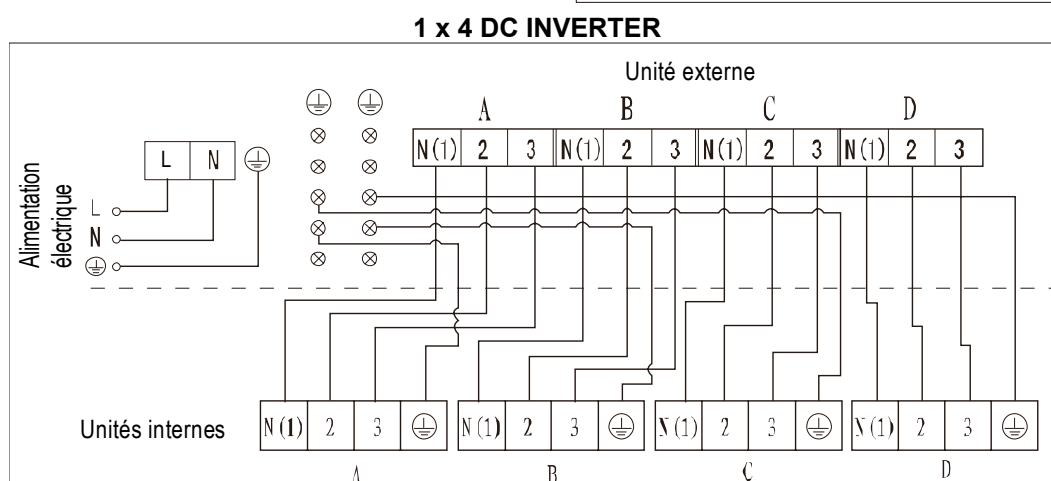 1 x 4 DC INVERTER
Unité externe
A B C D
N(1) 2 3 N(1) 2 3 N(1) 2 3 N(1) 2 3
L N
Alimentation
électrique
L
N
Unités internes
N(1) 2 3 N(1) 2 3 N(1) 2 3 N(1) 2 3
A B C D